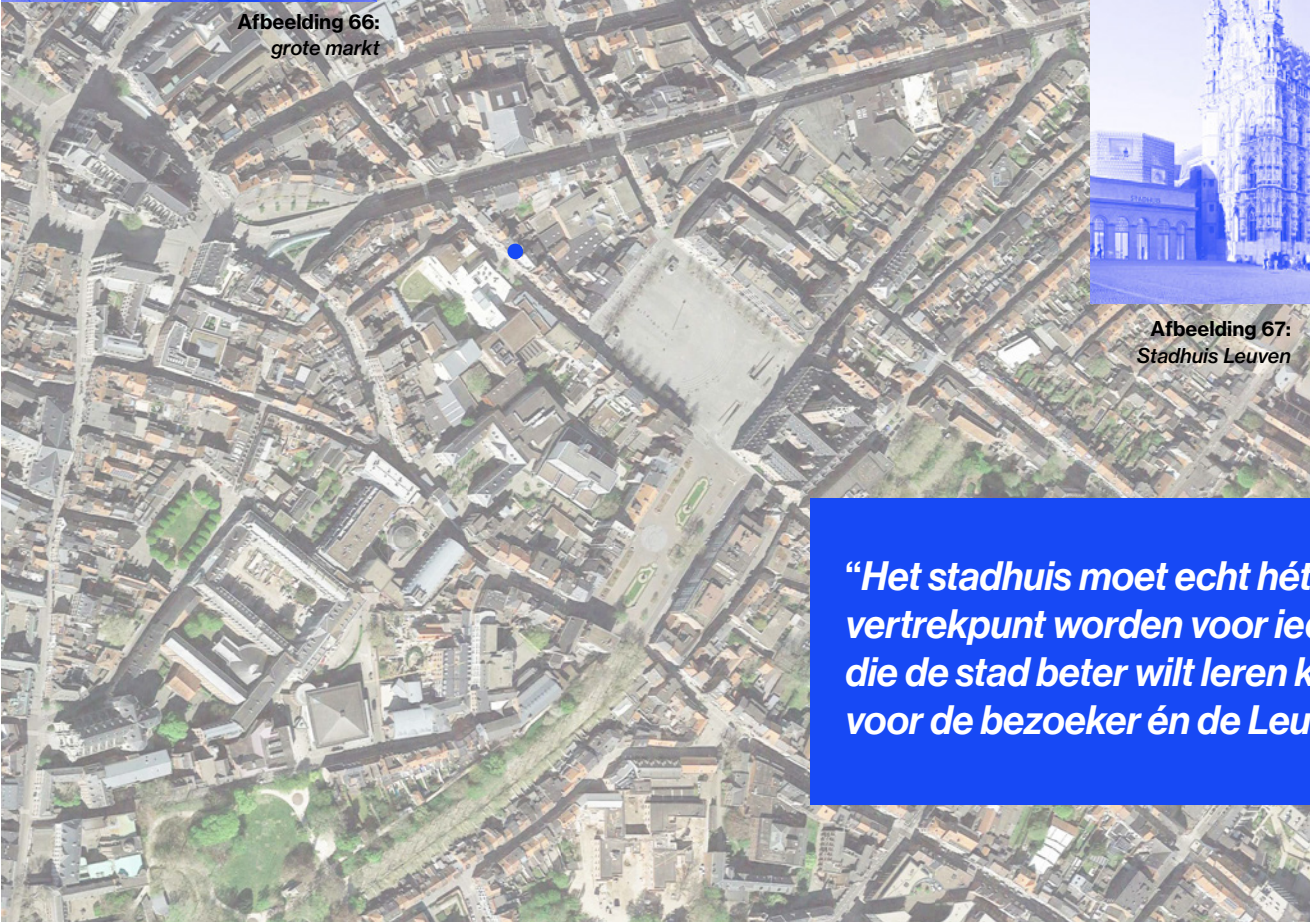 Afbeelding 66:
grote markt
STADHUIS
Afbeelding 67:
Stadhuis Leuven
“Het stadhuis moet echt hét
vertrekpunt worden voor
die de stad beter wilt leren
voor de bezoeker én de